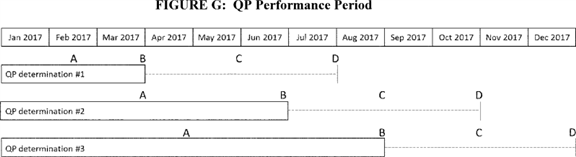 FIGURE G: QP Performance Period
Jan 2017 Feb 2017 Mar 2017 Apr 2017 May 2017 Jun 2017 Jul 2017 Aug 2017 Sep 2017 Oct 2017 Nov 2017 Dec 2017
A B C D
QP determination #1
A B C D
QP determination #2
A B C D
QP determination #3